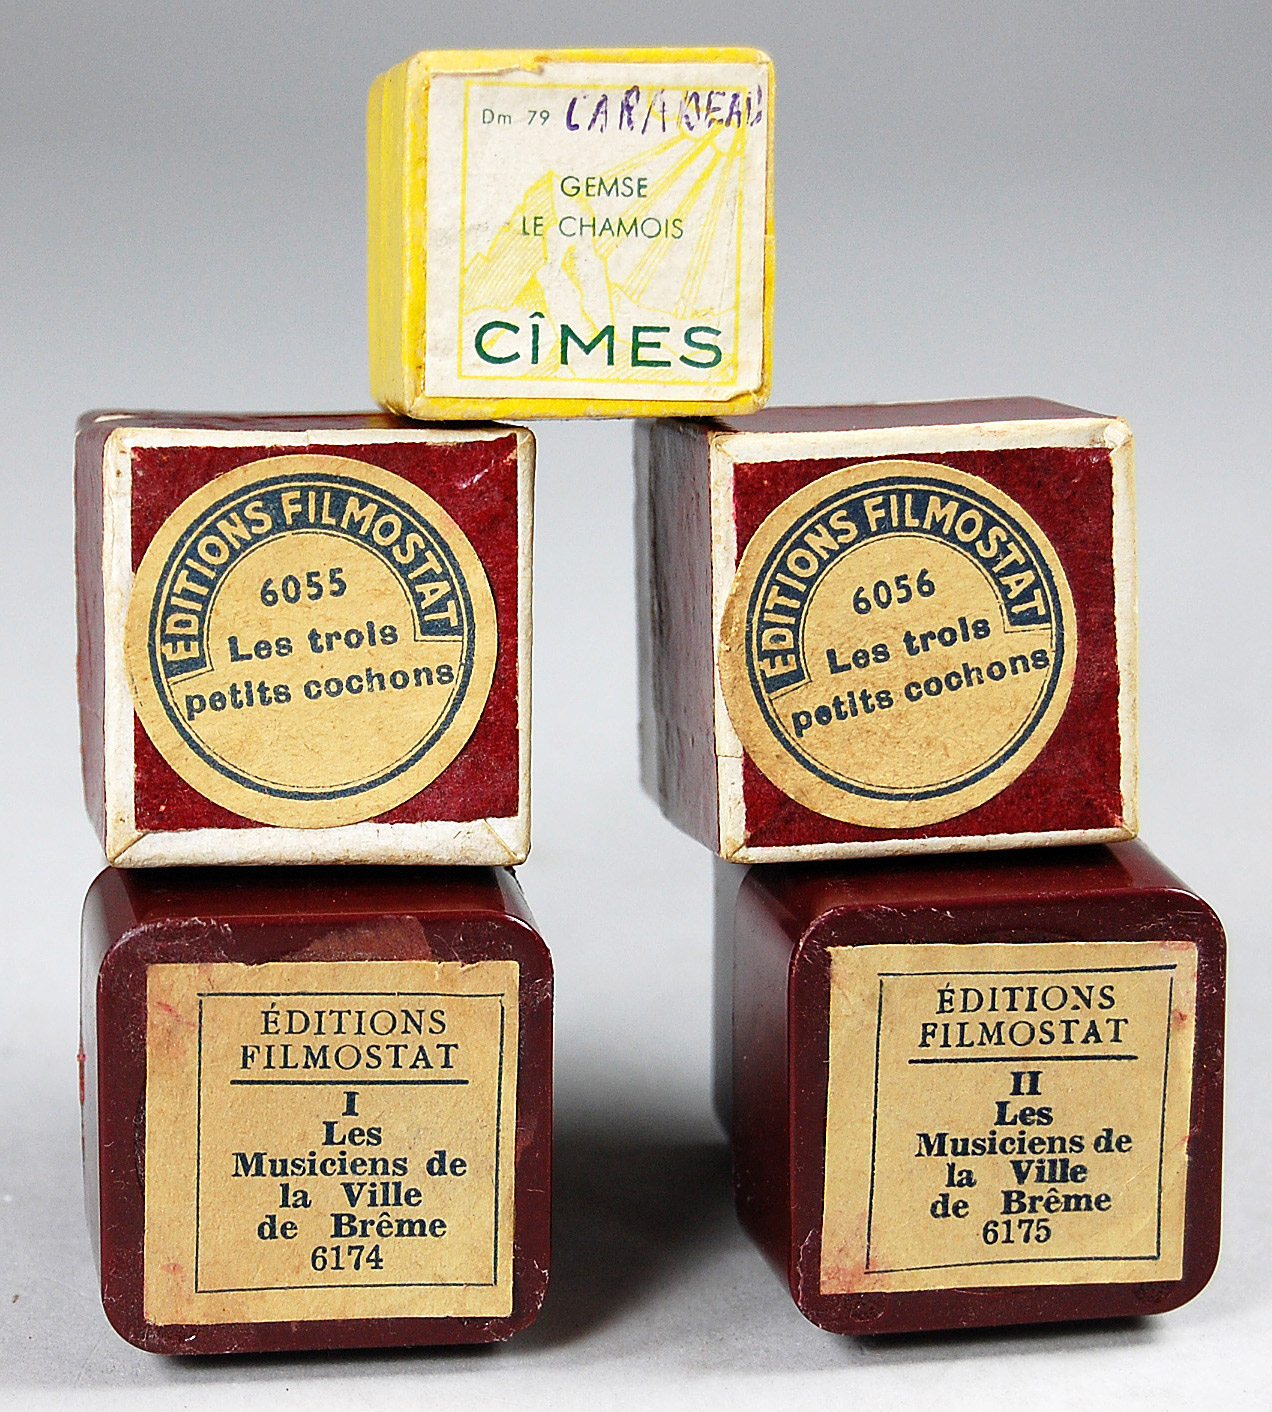 Dm 79 CARADEAU
GEMSE
LE CHAMOIS
CÎMES
ÉDITIONS FILMOSTAT
6055
Les trois
petits cochons
ÉDITIONS FILMOSTAT
6056
Les trois
petits cochons
ÉDITIONS
FILMOSTAT
I
Les
Musiciens de
la Ville
de Brême
6174
ÉDITIONS
FILMOSTAT
II
Les
Musiciens de
la Ville
de Brême
6175